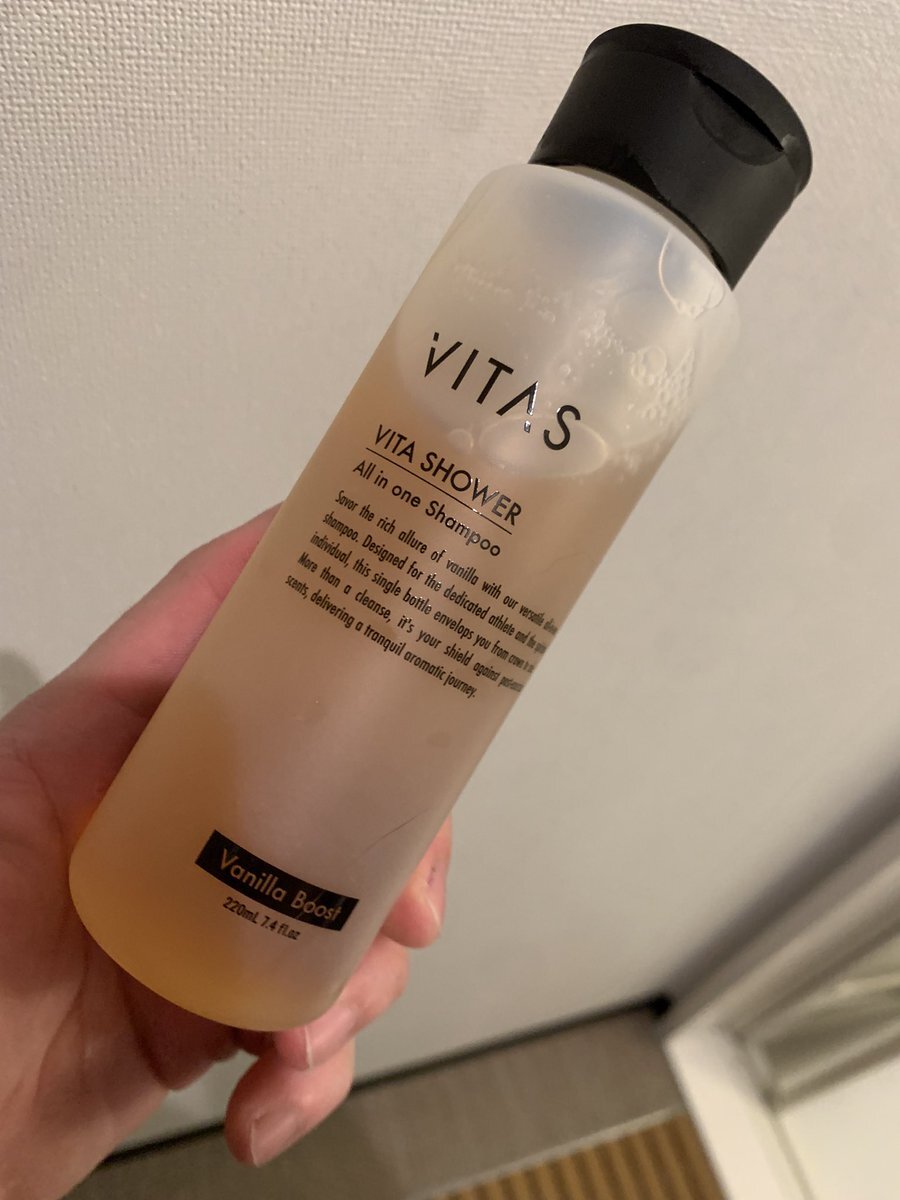 VITAS
VITA SHOWER
All in one Shampoo
Savor the rich allure of vanilla with our versatile
shampoo. Designed for the dedicated athlete and the
individual, this single bottle envelops you from crown to
More than a cleanse, it's your shield against
scents, delivering a tranquil aromatic journey.
Vanilla Boost
220mL 7.4 fl.oz